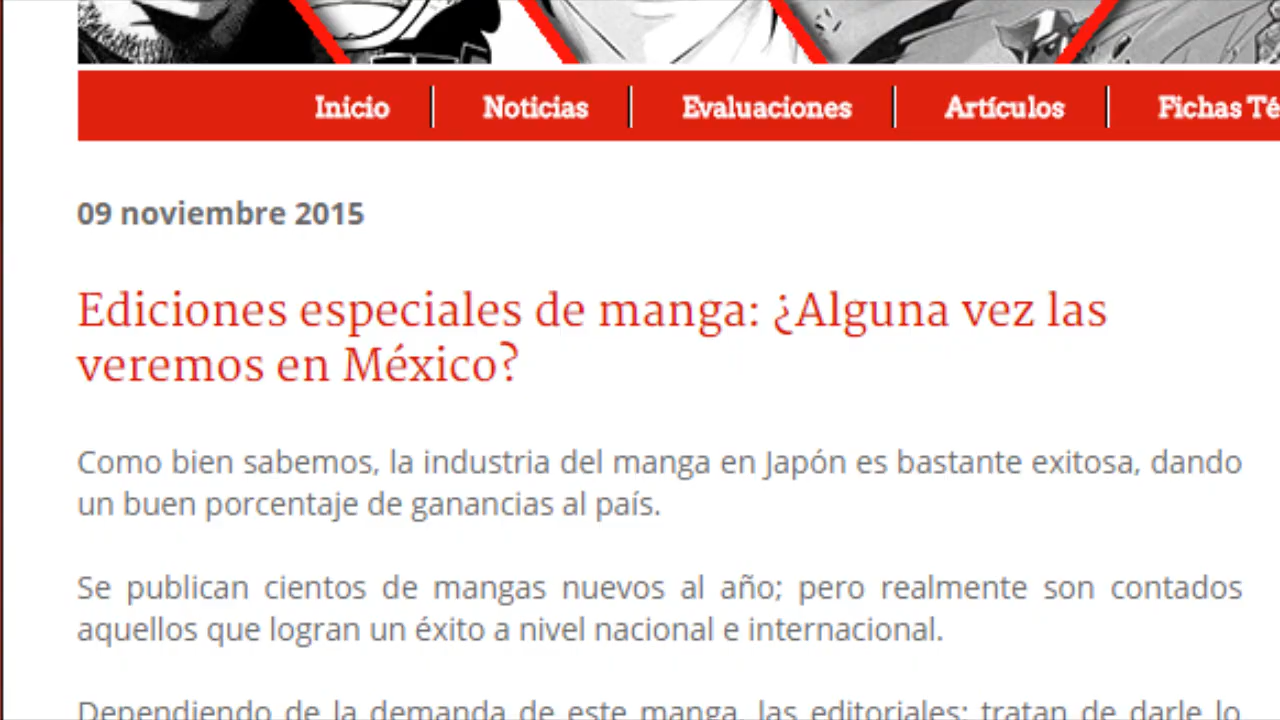 Inicio Noticias Evaluaciones Artículos Fichas
09 noviembre 2015
Ediciones especiales de manga: ¿Alguna vez las
veremos en México?
Como bien sabemos, la industria del manga en Japón es bastante exitosa, dando
un buen porcentaje de ganancias al país.
Se publican cientos de mangas nuevos al año; pero realmente son contados
aquellos que logran un éxito a nivel nacional e internacional.
Dependiendo de la demanda de este manga, las editoriales; tratan de darle lo